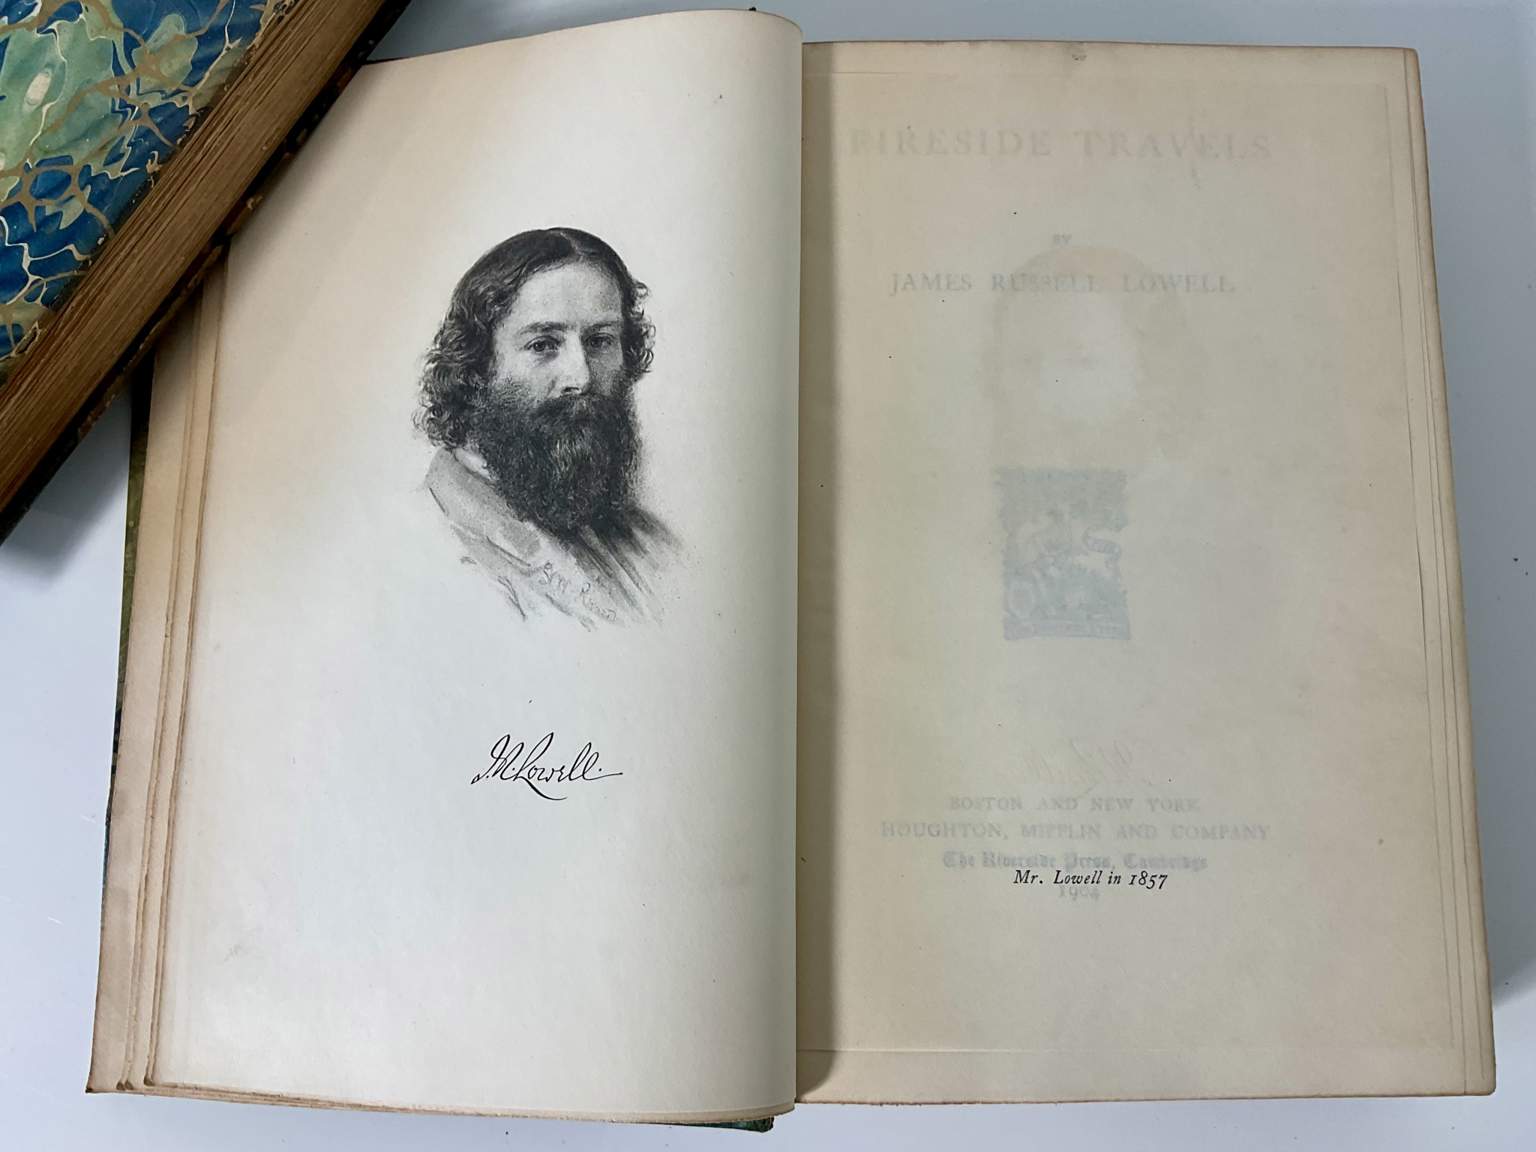 J. R. Lowell.
FIRESIDE TRAVELS
BY
JAMES RUSSELL LOWELL
BOSTON AND NEW YORK
HOUGHTON, MIFFLIN AND COMPANY
The Riverside Press, Cambridge
Mr. Lowell in 1857
1904